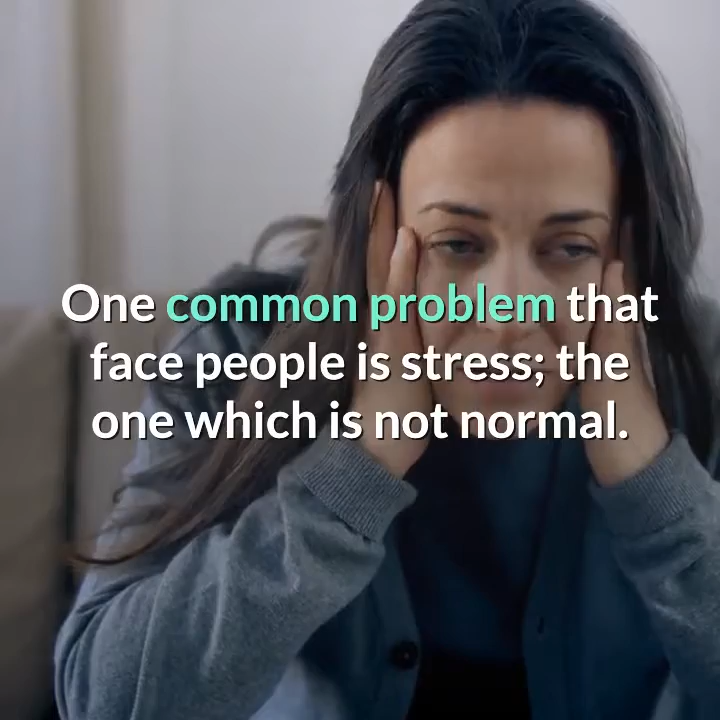 One common problem that
face people is stress; the
one which is not normal.